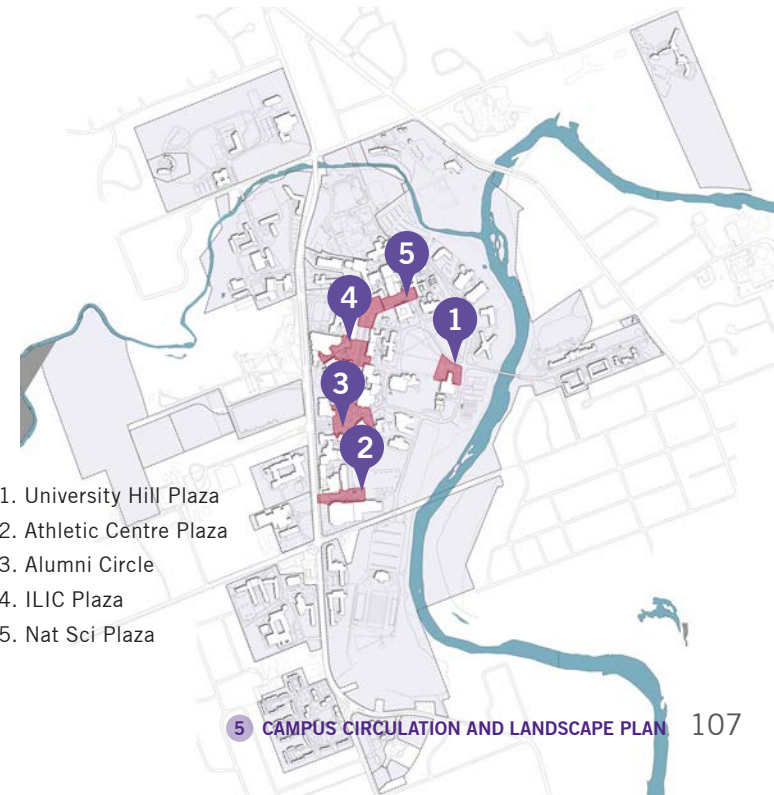 5
4
1
3
2
1. University Hill Plaza
2. Athletic Centre Plaza
3. Alumni Circle
4. ILIC Plaza
5. Nat Sci Plaza
5 CAMPUS CIRCULATION AND LANDSCAPE PLAN 107